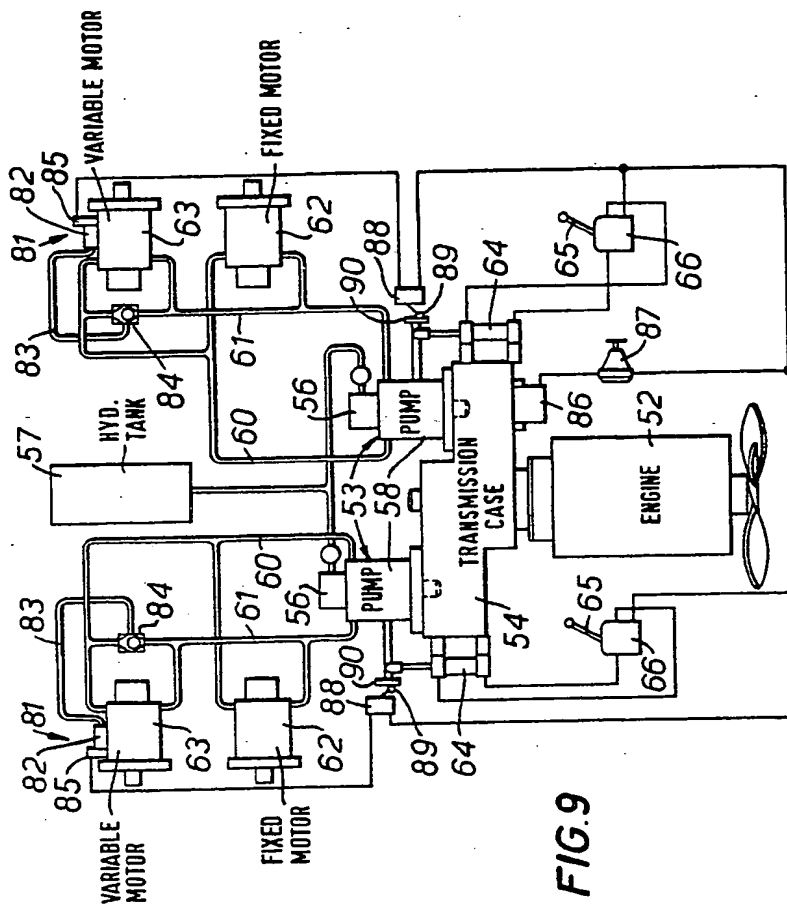 VARIABLE MOTOR
FIXED MOTOR
82
85
81
63
62
83
84
61
60
57
HYD.
TANK
56
53
PUMP
58
90
88
89
64
65
66
TRANSMISSION
CASE
86
87
52
ENGINE
54
60
61
56
PUMP
84
83
81
82
85
63
62
VARIABLE
MOTOR
FIXED
MOTOR
88
90
89
64
65
66
FIG.9